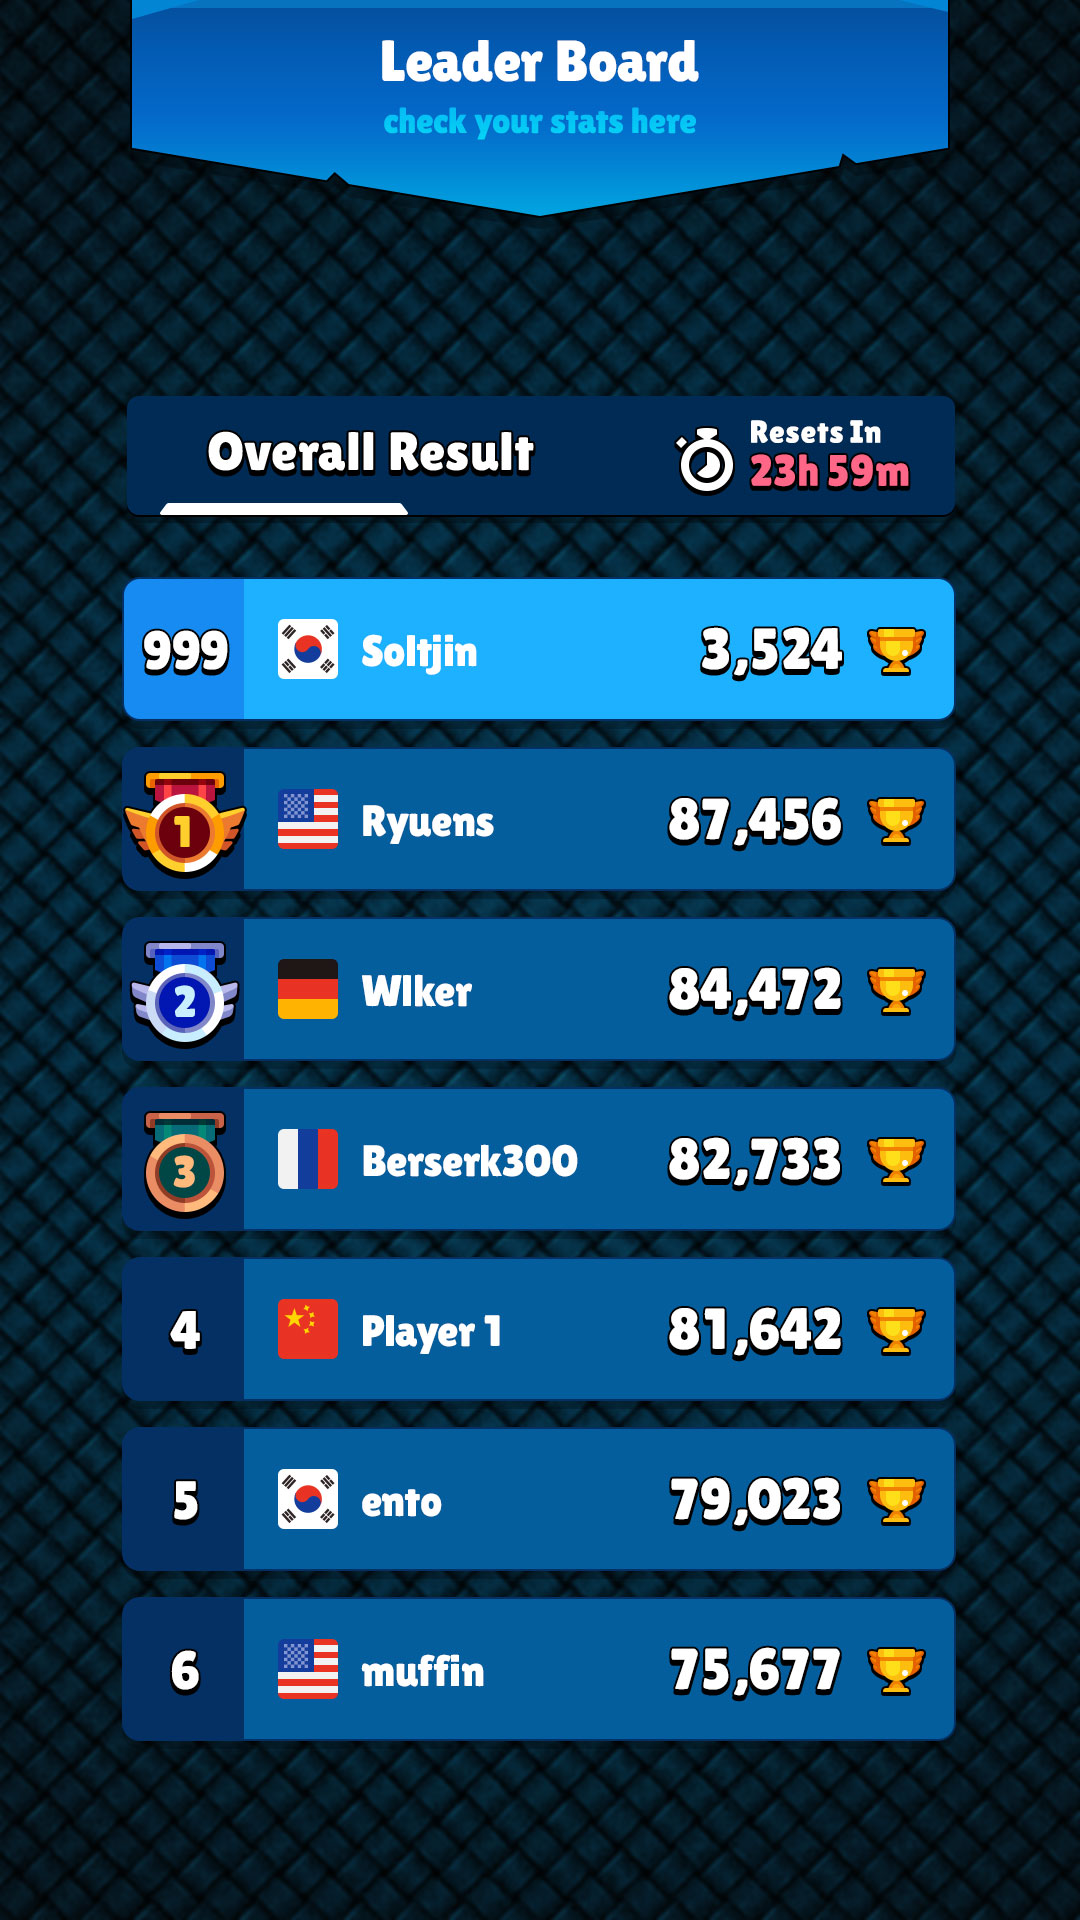 Leader Board
check your stats here
Overall Result
Resets In
23h 59m
999 Soltjin 3,524
1 Ryuens 87,456
2 Wlker 84,472
3 Berserk300 82,733
4 Player 1 81,642
5 ento 79,023
6 muffin 75,677